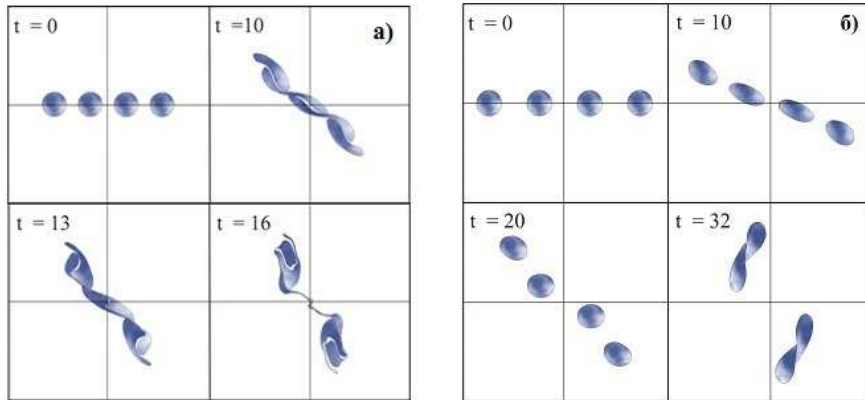 t = 0
t =10
а)
t = 13
t = 16
t = 0
t = 10
б)
t = 20
t = 32